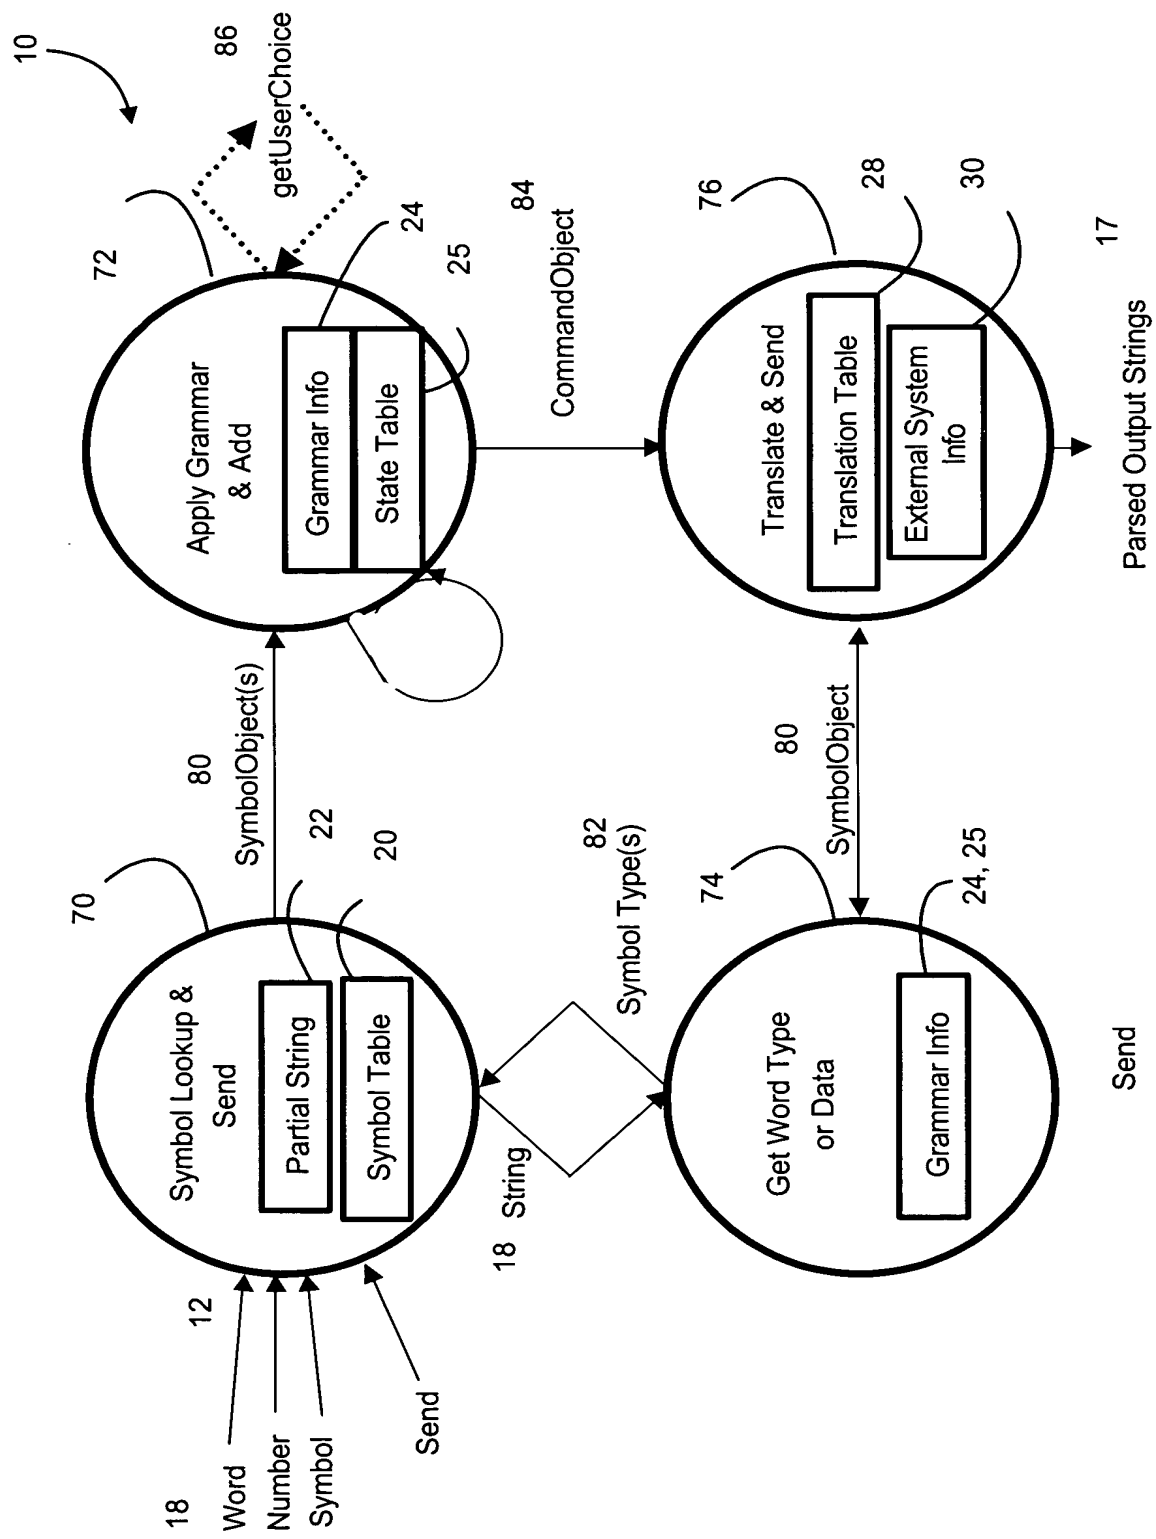 10
72
86
getUserChoice
Apply Grammar
& Add
Grammar Info
State Table
24
25
70
80
SymbolObject(s)
Symbol Lookup &
Send
Partial String
Symbol Table
22
20
18
Word
Number
Symbol
12
Send
18
String
82
Symbol Type(s)
84
CommandObject
74
Get Word Type
or Data
Grammar Info
24, 25
80
SymbolObject
76
Translate & Send
Translation Table
External System
Info
28
30
Send
17
Parsed Output Strings